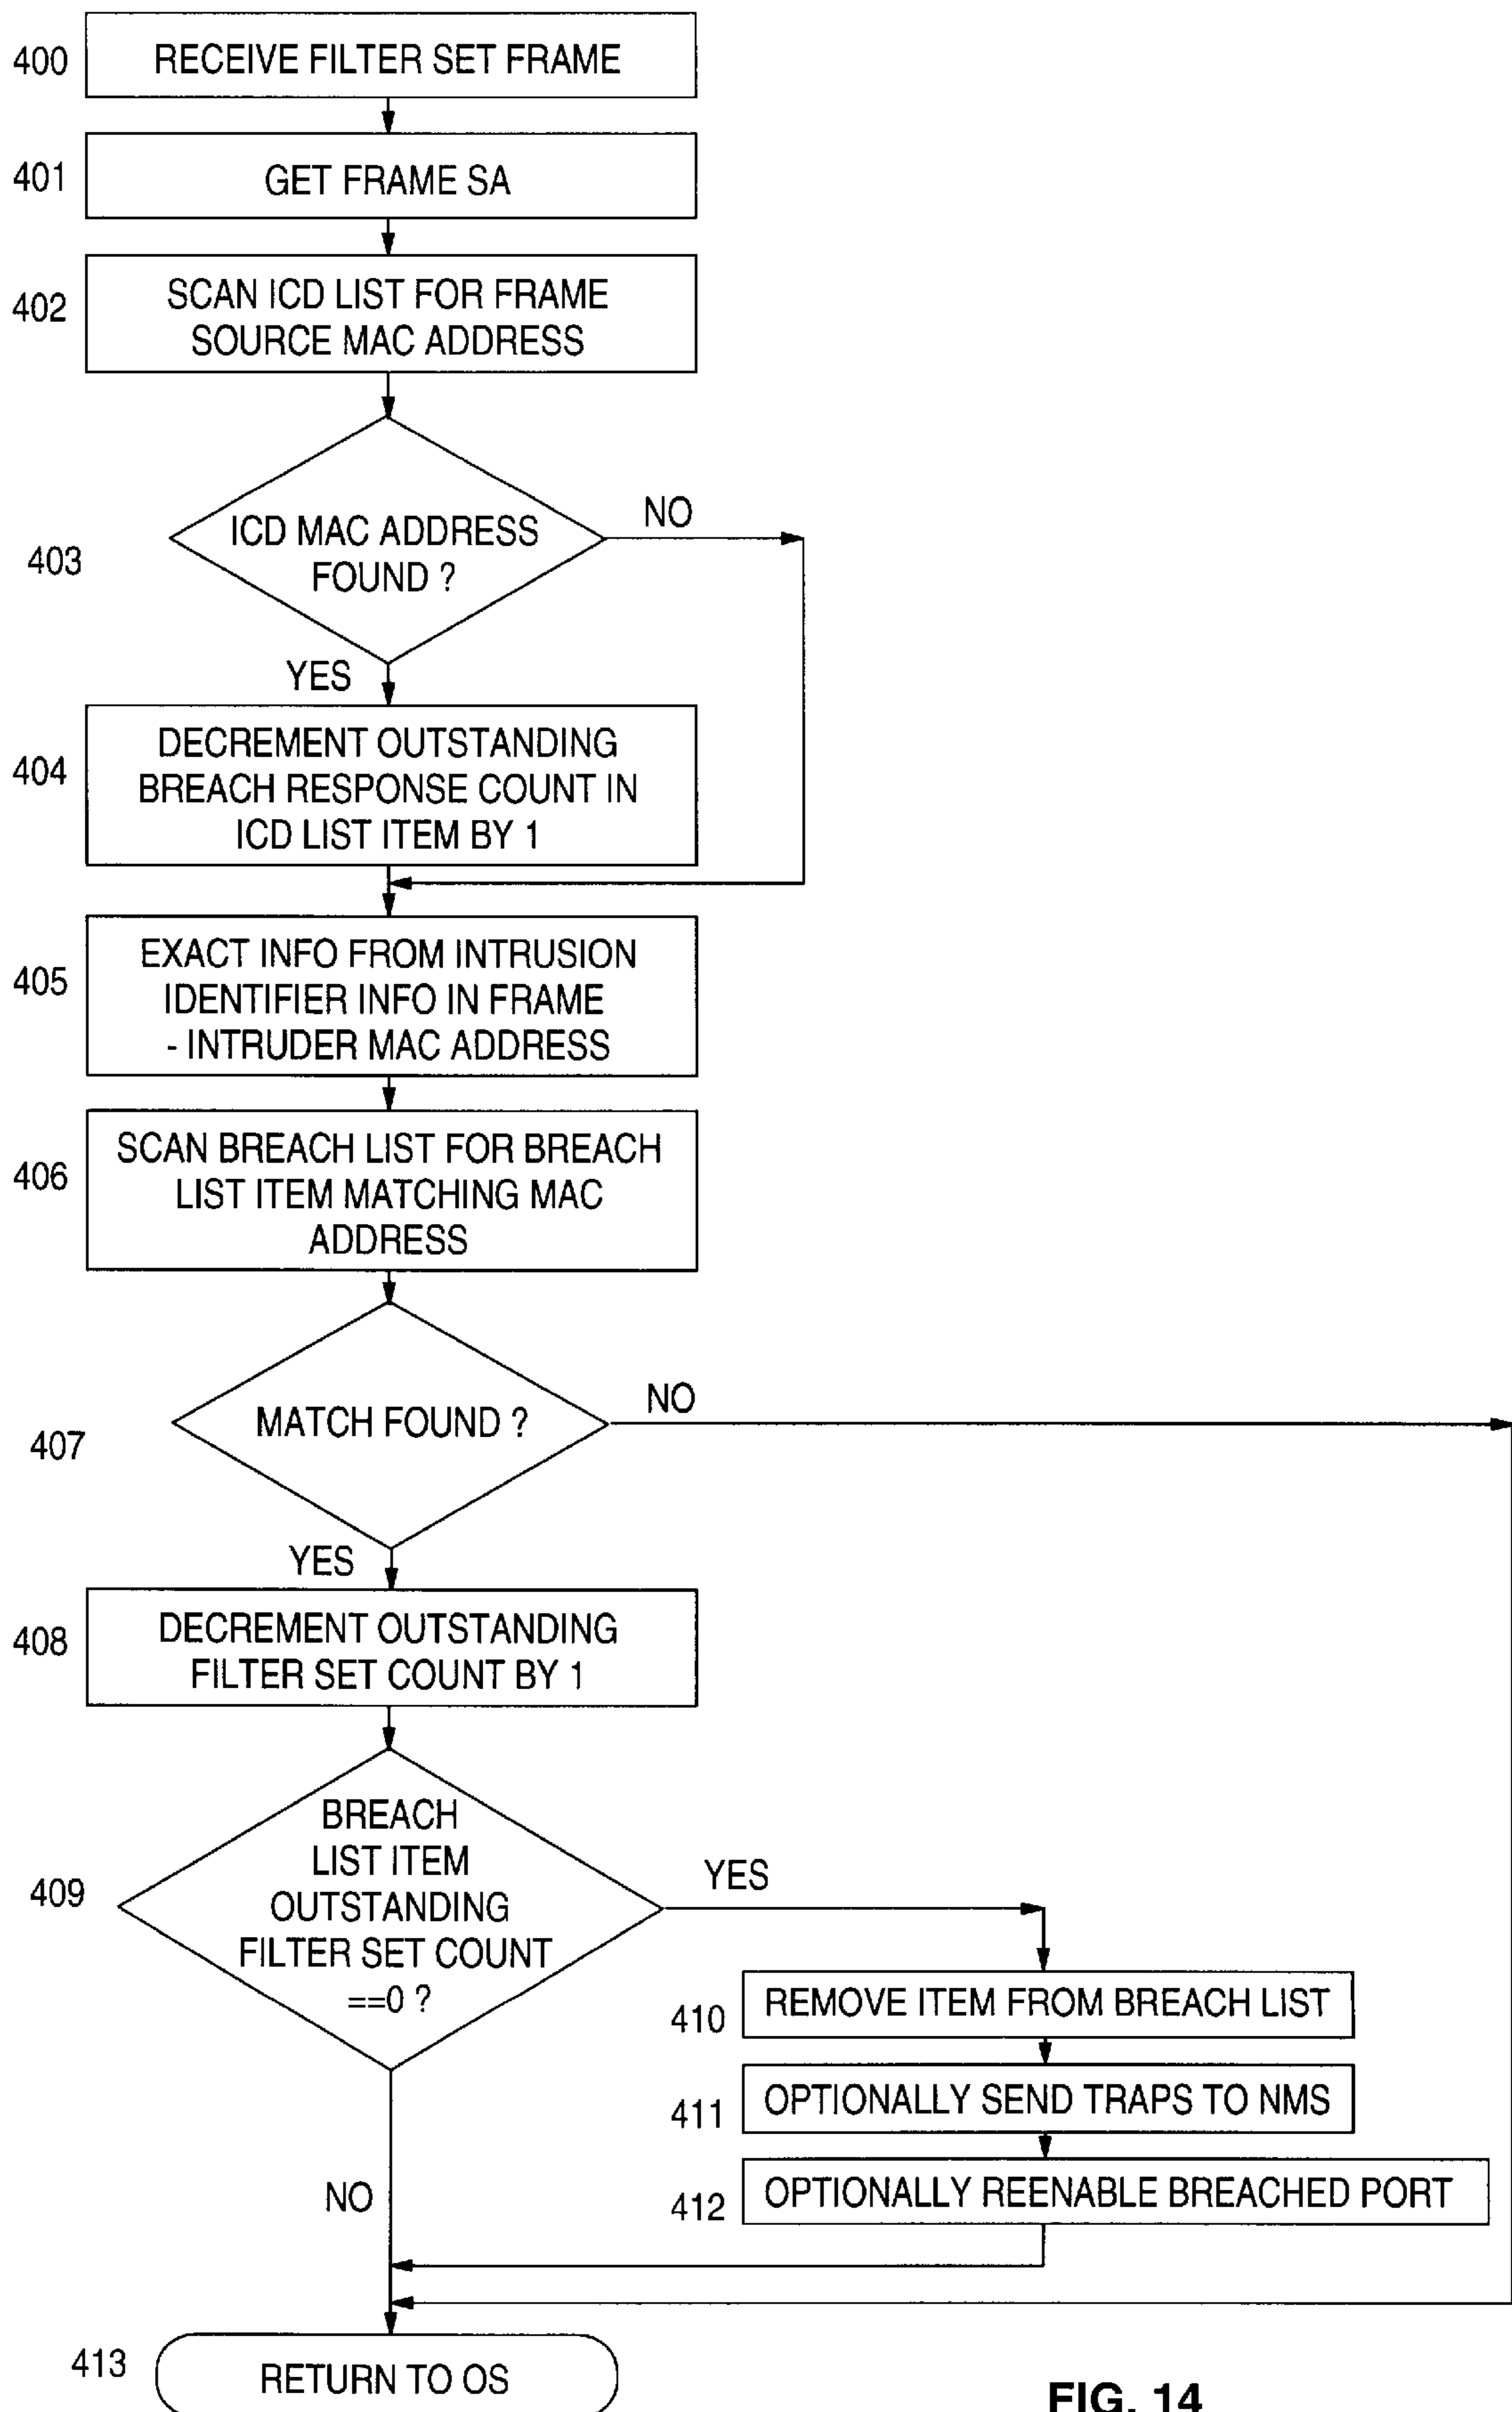 400
RECEIVE FILTER SET FRAME
401
GET FRAME SA
402
SCAN ICD LIST FOR FRAME
SOURCE MAC ADDRESS
403
ICD MAC ADDRESS
FOUND ?
NO
YES
404
DECREMENT OUTSTANDING
BREACH RESPONSE COUNT IN
ICD LIST ITEM BY 1
405
EXACT INFO FROM INTRUSION
IDENTIFIER INFO IN FRAME
- INTRUDER MAC ADDRESS
406
SCAN BREACH LIST FOR BREACH
LIST ITEM MATCHING MAC
ADDRESS
407
MATCH FOUND ?
NO
YES
408
DECREMENT OUTSTANDING
FILTER SET COUNT BY 1
409
BREACH
LIST ITEM
OUTSTANDING
FILTER SET COUNT
==0 ?
YES
410
REMOVE ITEM FROM BREACH LIST
411
OPTIONALLY SEND TRAPS TO NMS
412
OPTIONALLY REENABLE BREACHED PORT
NO
413
RETURN TO OS
FIG. 14